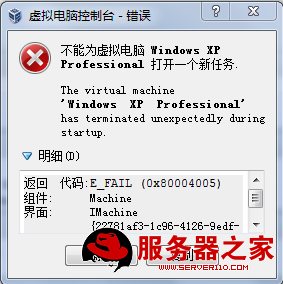 虚拟电脑控制台 - 错误
不能为虚拟电脑 Windows XP
Professional 打开一个新任务.
The virtual machine
'Windows XP Professional'
has terminated unexpectedly during
startup.
明细(D)
返回 代码:E_FAIL (0x80004005)
组件: Machine
界面: IMachine
{22781af3-1c96-4126-9edf-
服务器之家
WWW.SERVER110.COM